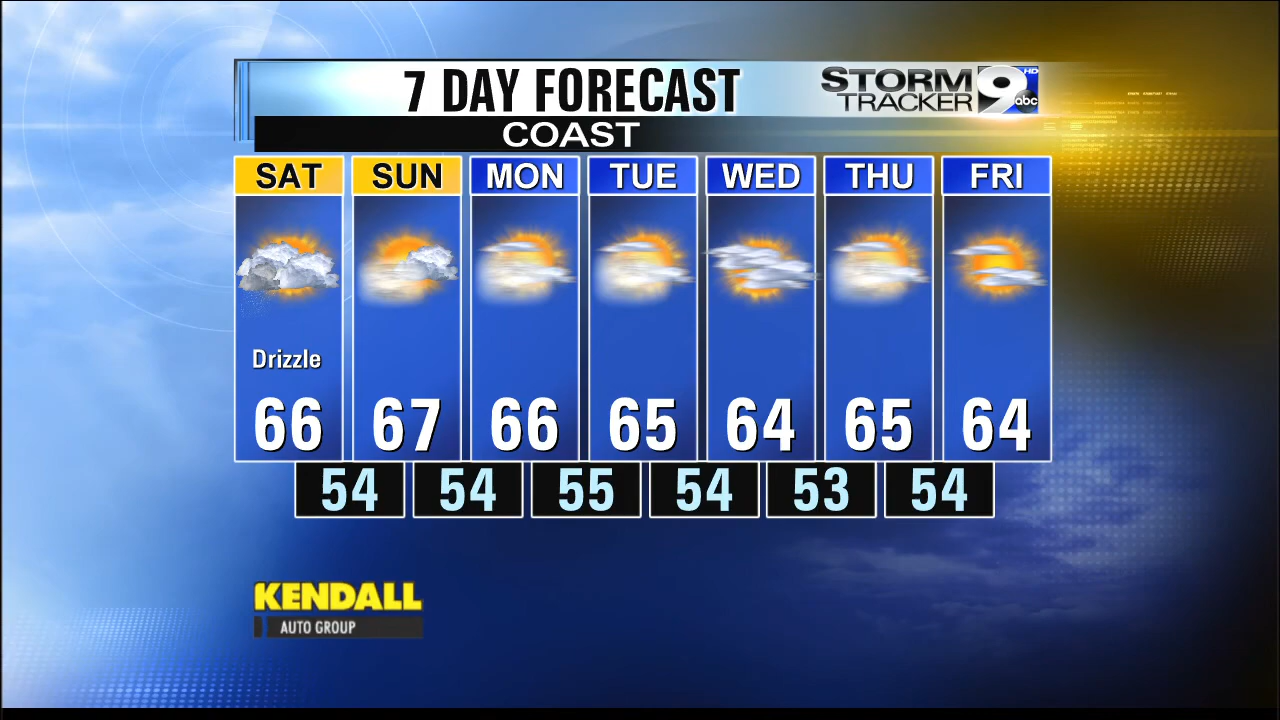 7 DAY FORECAST
STORM
TRACKER
9
HD
abc
COAST
SAT SUN MON TUE WED THU FRI
Drizzle
66 67 66 65 64 65 64
54 54 55 54 53 54
KENDALL
AUTO GROUP